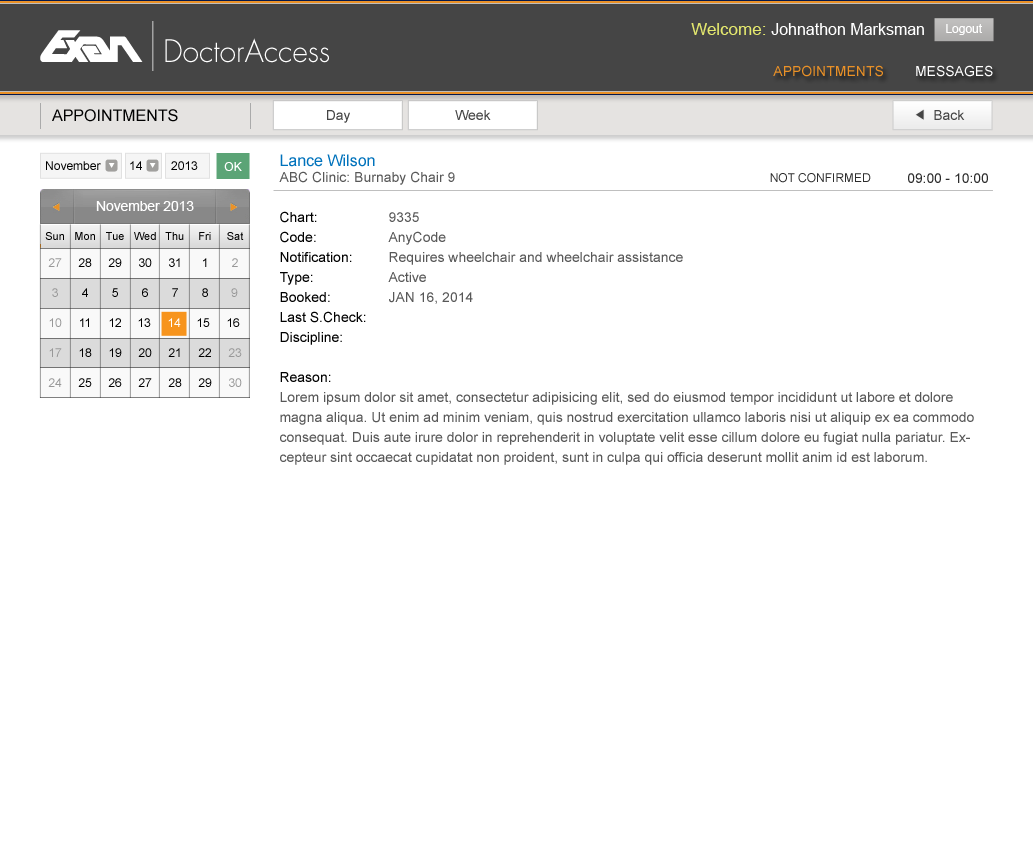 Exan DoctorAccess
Welcome: Johnathon Marksman Logout
APPOINTMENTS MESSAGES
APPOINTMENTS Day Week Back
November 14 2013 OK
November 2013
Sun Mon Tue Wed Thu Fri Sat
27 28 29 30 31 1 2
3 4 5 6 7 8 9
10 11 12 13 14 15 16
17 18 19 20 21 22 23
24 25 26 27 28 29 30
Lance Wilson
ABC Clinic: Burnaby Chair 9 NOT CONFIRMED 09:00 - 10:00
Chart: 9335
Code: AnyCode
Notification: Requires wheelchair and wheelchair assistance
Type: Active
Booked: JAN 16, 2014
Last S.Check:
Discipline:
Reason:
Lorem ipsum dolor sit amet, consectetur adipisicing elit, sed do eiusmod tempor incididunt ut labore et dolore
magna aliqua. Ut enim ad minim veniam, quis nostrud exercitation ullamco laboris nisi ut aliquip ex ea commodo
consequat. Duis aute irure dolor in reprehenderit in voluptate velit esse cillum dolore eu fugiat nulla pariatur. Ex-
cepteur sint occaecat cupidatat non proident, sunt in culpa qui officia deserunt mollit anim id est laborum.